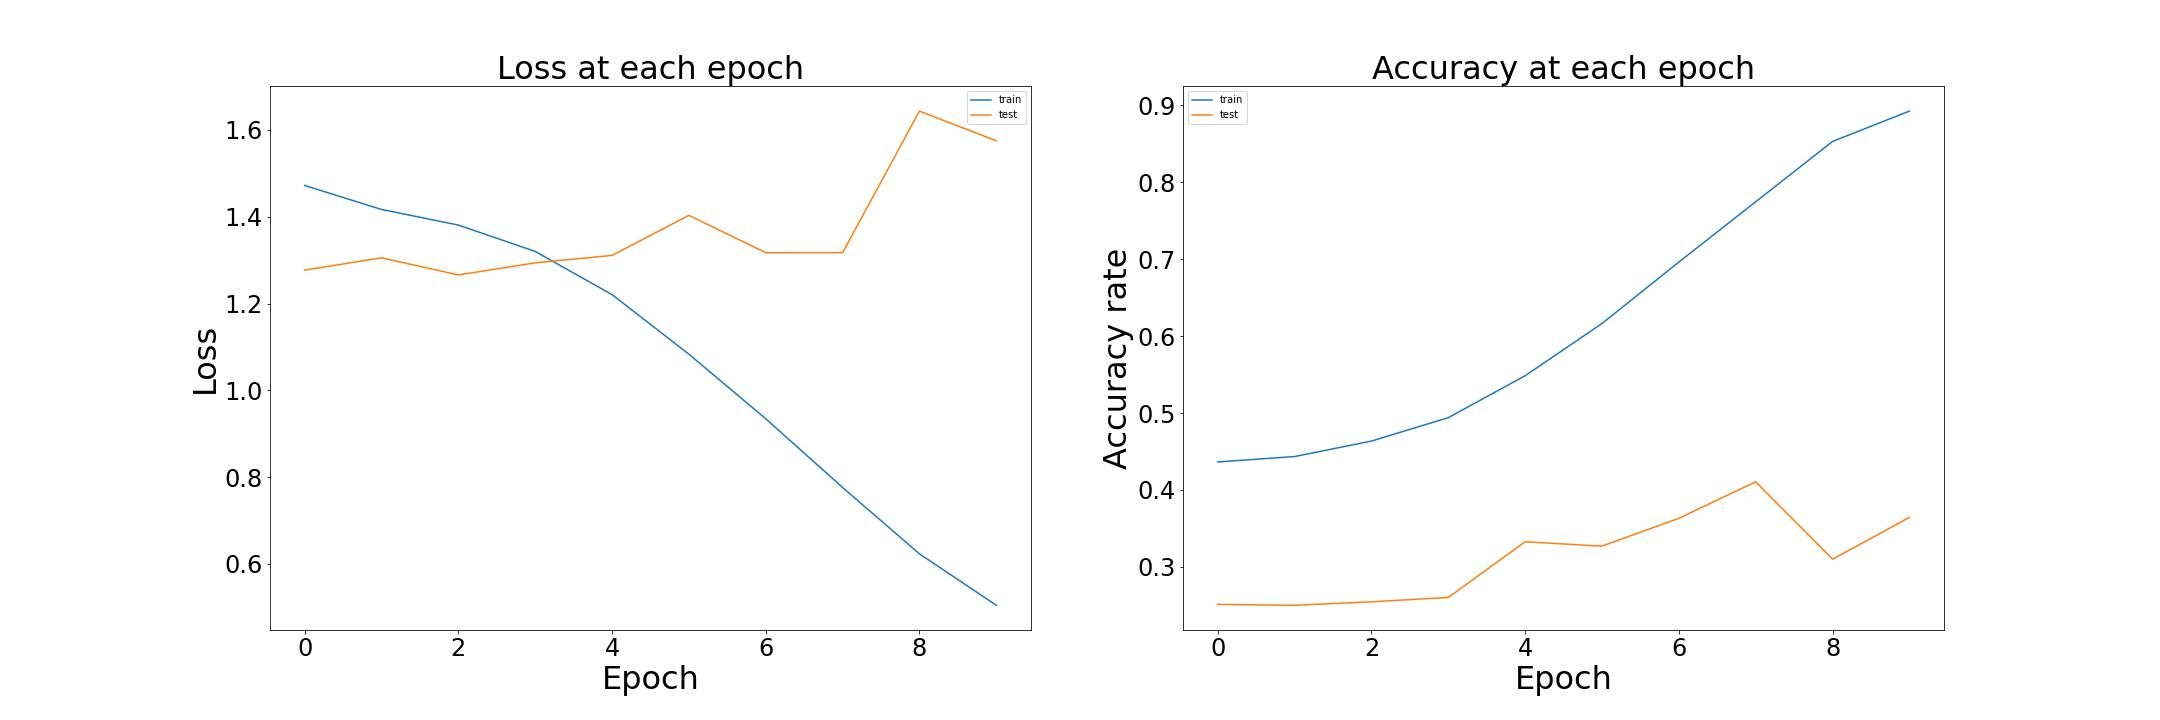 Loss at each epoch
train
test
1.6
1.4
1.2
1.0
0.8
0.6
Loss
0
2
4
6
8
Epoch
Accuracy at each epoch
train
test
0.9
0.8
0.7
0.6
0.5
0.4
0.3
Accuracy rate
0
2
4
6
8
Epoch